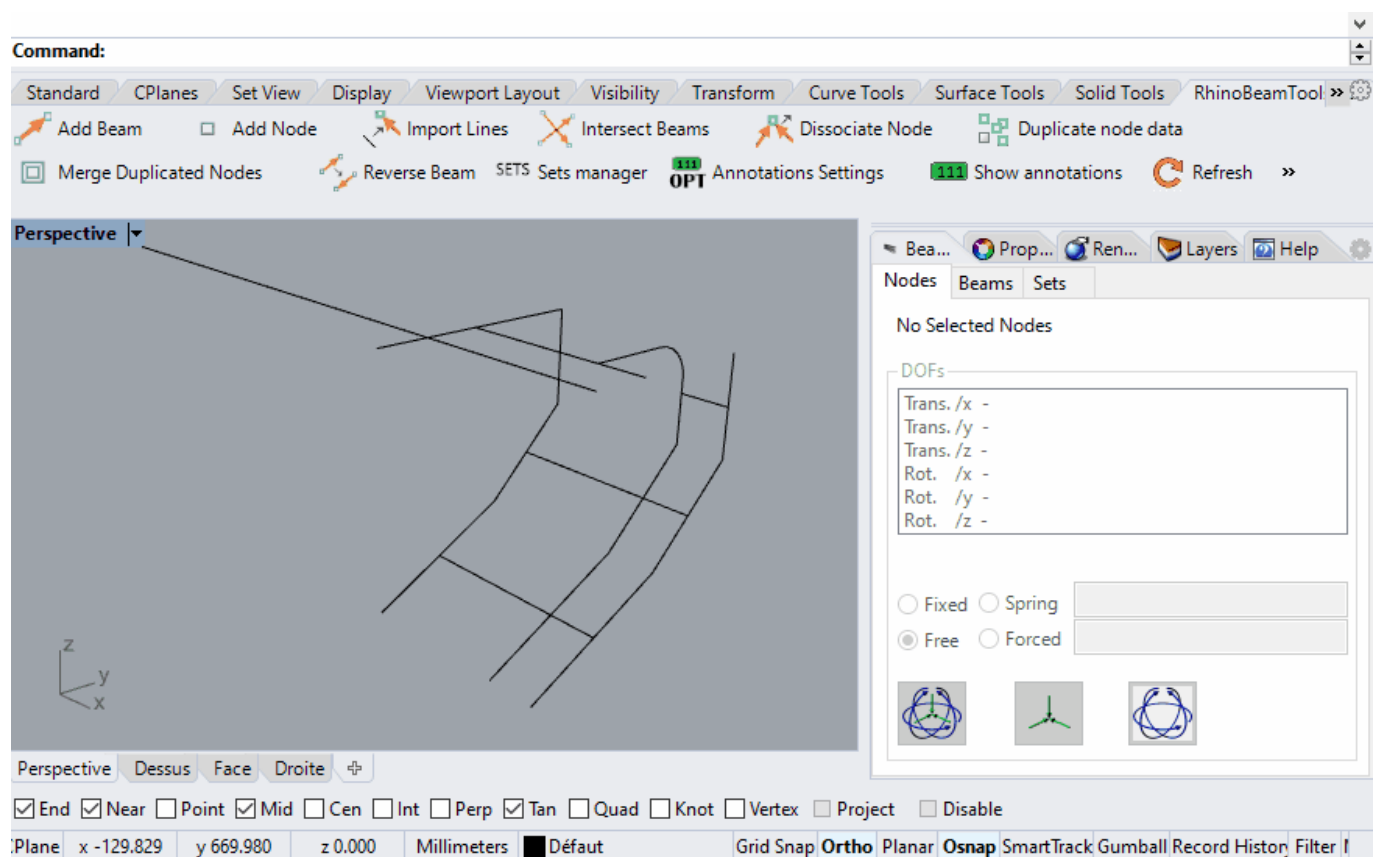 Command:
Standard CPlanes Set View Display Viewport Layout Visibility Transform Curve Tools Surface Tools Solid Tools RhinoBeamTool »
Add Beam Add Node Import Lines Intersect Beams Dissociate Node Duplicate node data
Merge Duplicated Nodes Reverse Beam SETS Sets manager 111 OPT Annotations Settings 111 Show annotations Refresh »
Perspective
Bea... Prop... Ren... Layers Help
Nodes Beams Sets
No Selected Nodes
DOFs
Trans. /x -
Trans. /y -
Trans. /z -
Rot. /x -
Rot. /y -
Rot. /z -
Fixed Spring
Free Forced
z
y
x
Perspective Dessus Face Droite
End Near Point Mid Cen Int Perp Tan Quad Knot Vertex Project Disable
CPlane x -129.829 y 669.980 z 0.000 Millimeters Défaut Grid Snap Ortho Planar Osnap SmartTrack Gumball Record History Filter